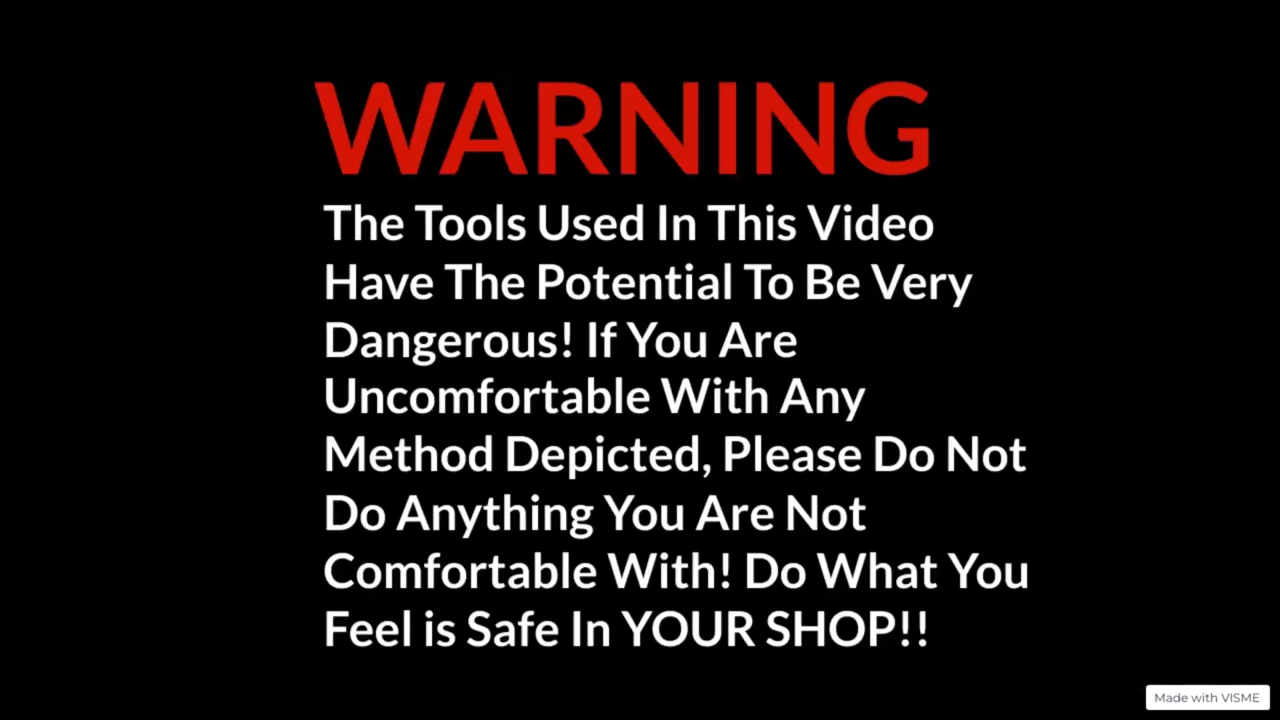 WARNING
The Tools Used In This Video
Have The Potential To Be Very
Dangerous! If You Are
Uncomfortable With Any
Method Depicted, Please Do Not
Do Anything You Are Not
Comfortable With! Do What You
Feel is Safe In YOUR SHOP!!
Made with VISME